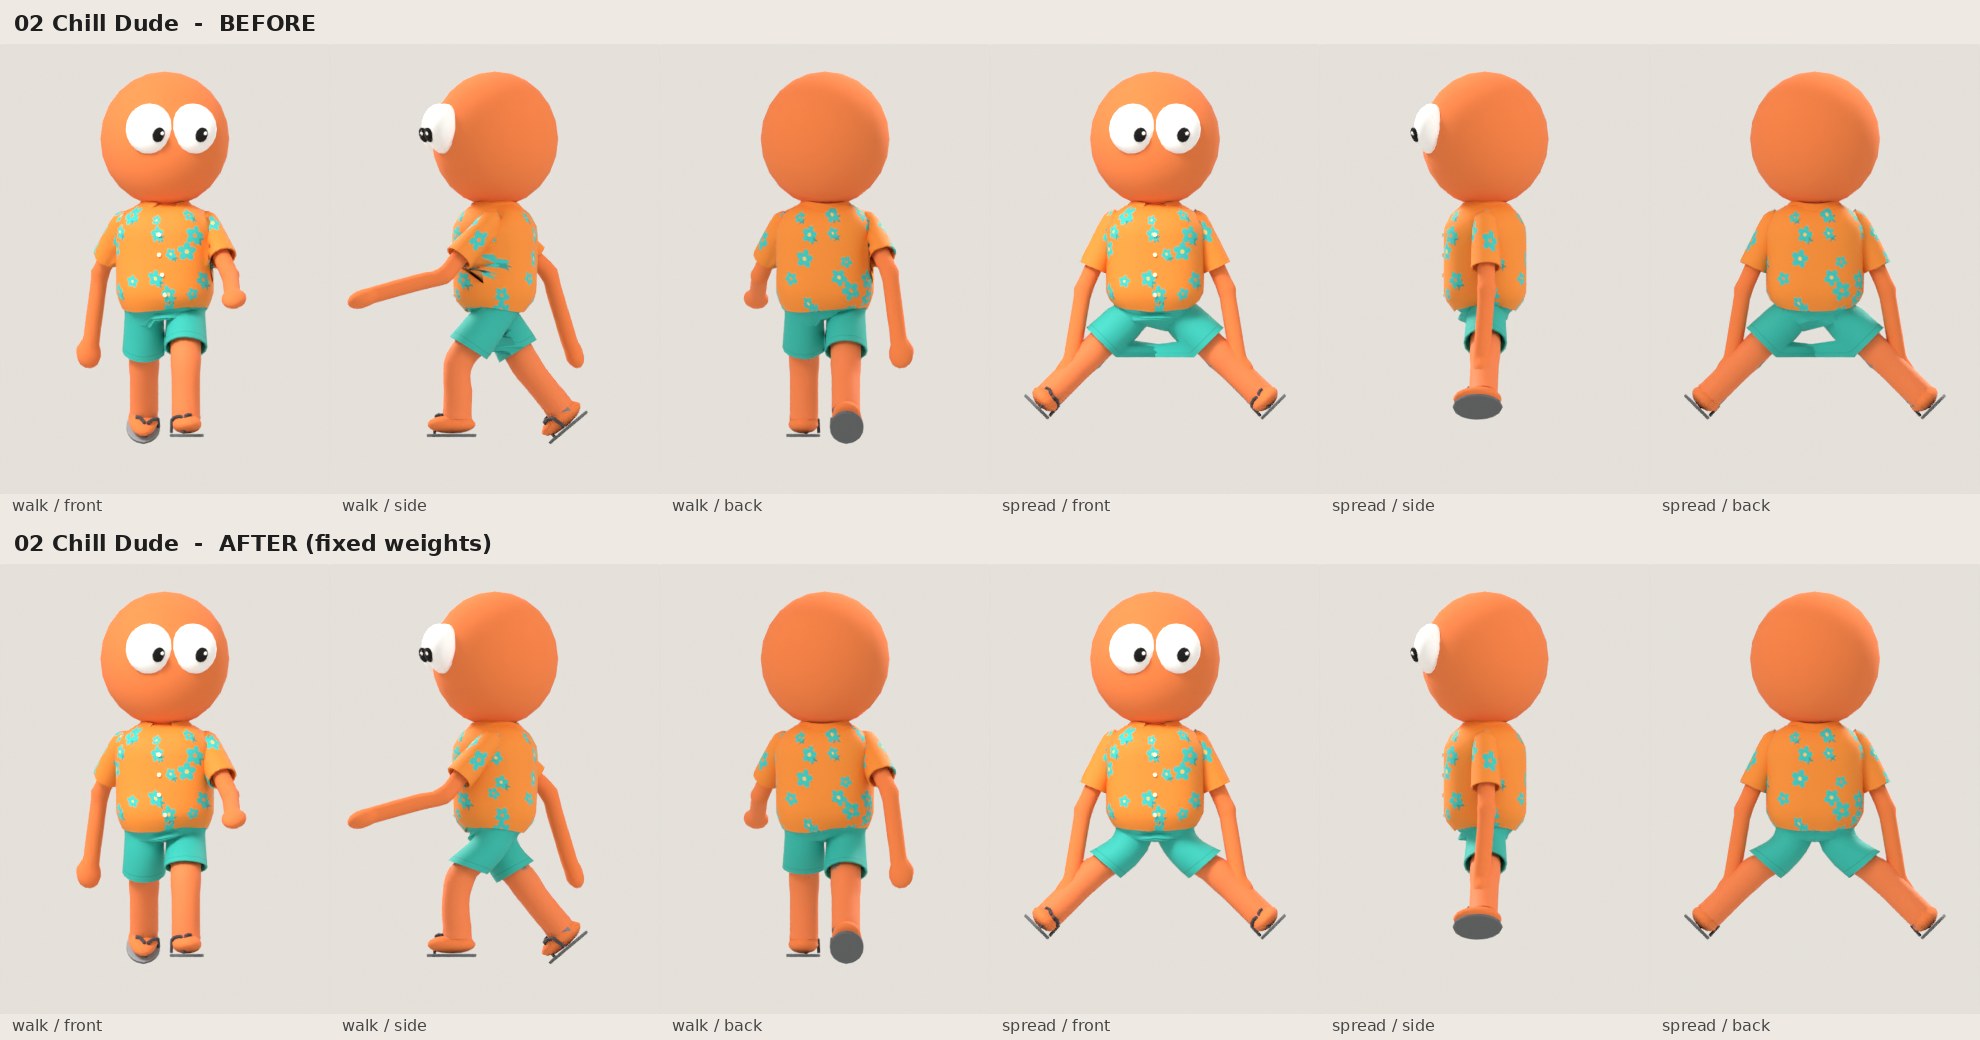 02 Chill Dude  -  BEFORE
walk / front
walk / side
walk / back
spread / front
spread / side
spread / back
02 Chill Dude  -  AFTER (fixed weights)
walk / front
walk / side
walk / back
spread / front
spread / side
spread / back